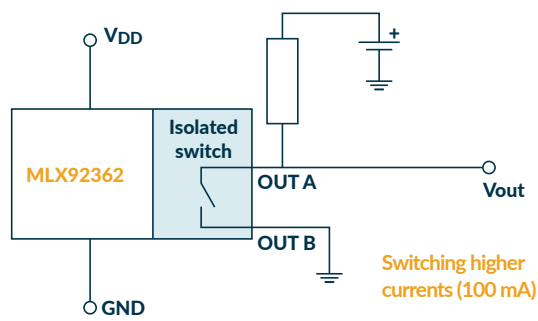 VDD
+
Isolated
switch
MLX92362
OUT A
Vout
OUT B
Switching higher
currents (100 mA)
GND